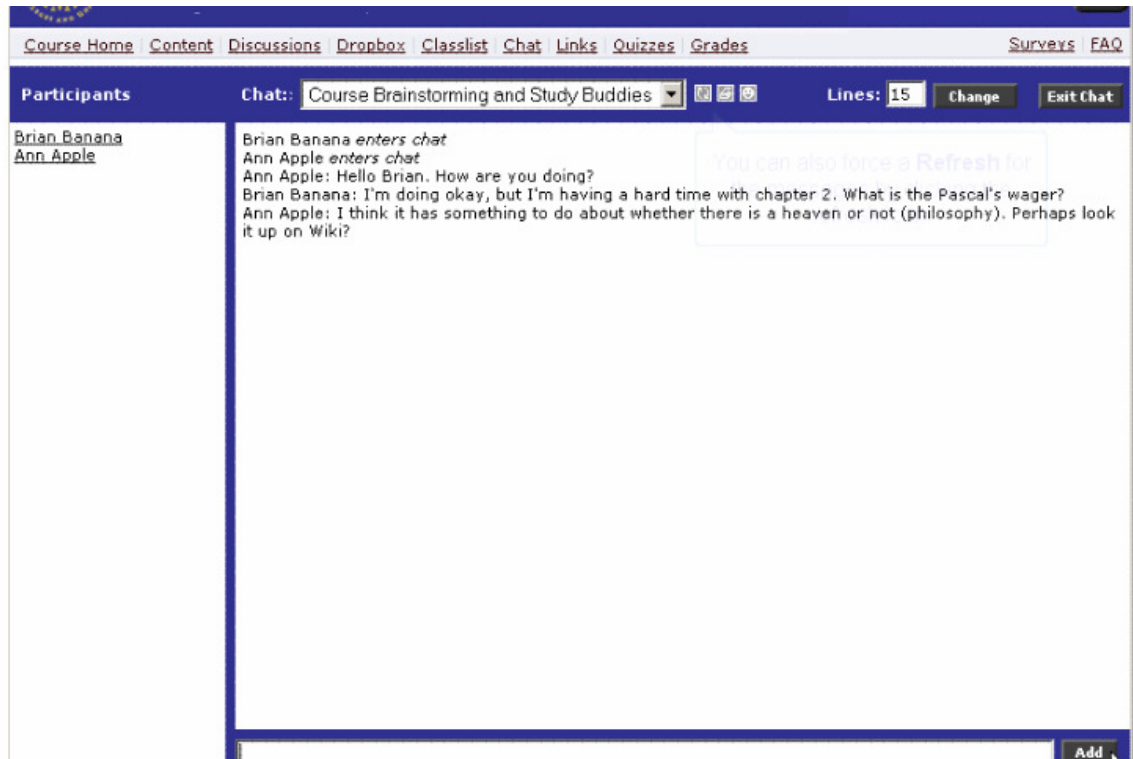 Course Home Content Discussions Dropbox Classlist Chat Links Quizzes Grades Surveys FAQ
Participants Chat:: Course Brainstorming and Study Buddies Lines: 15 Change Exit Chat
Brian Banana
Ann Apple
Brian Banana enters chat
Ann Apple enters chat
Ann Apple: Hello Brian. How are you doing?
Brian Banana: I'm doing okay, but I'm having a hard time with chapter 2. What is the Pascal's wager?
Ann Apple: I think it has something to do about whether there is a heaven or not (philosophy). Perhaps look
it up on Wiki?
You can also force a Refresh for
Add